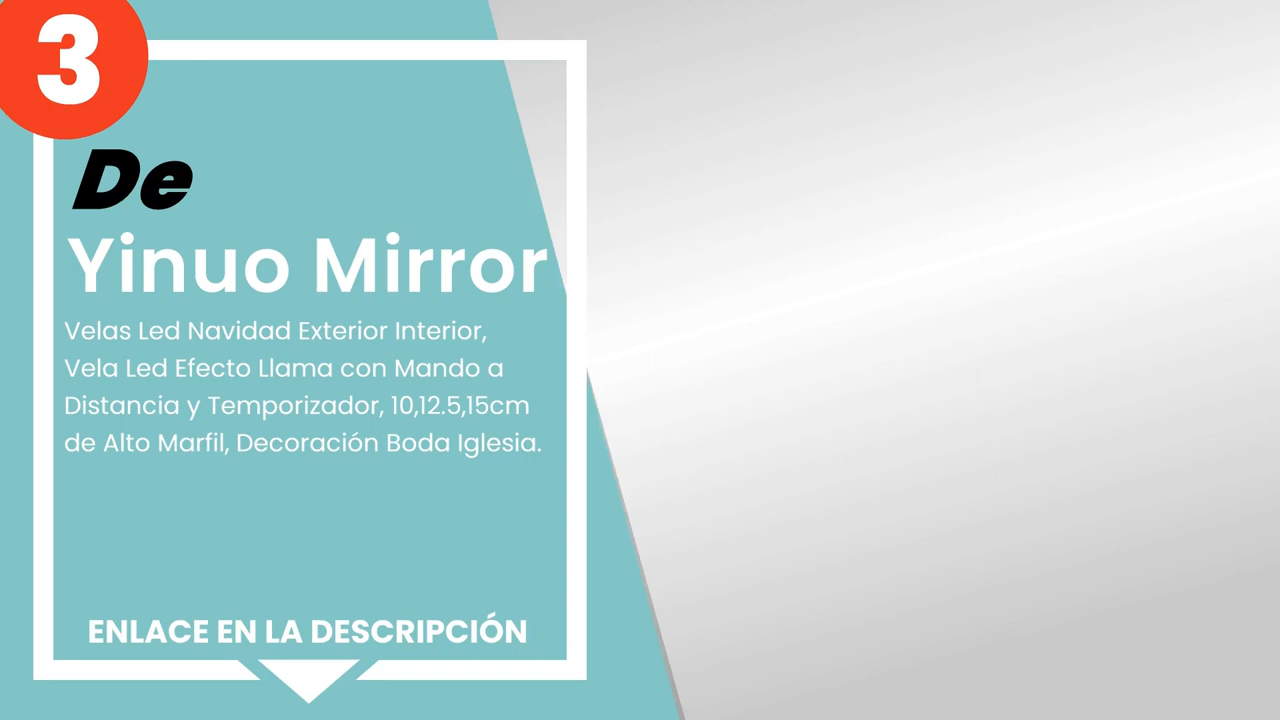 3
De
Yinuo Mirror
Velas Led Navidad Exterior Interior,
Vela Led Efecto Llama con Mando a
Distancia y Temporizador, 10,12.5,15cm
de Alto Marfil, Decoración Boda Iglesia.
ENLACE EN LA DESCRIPCIÓN